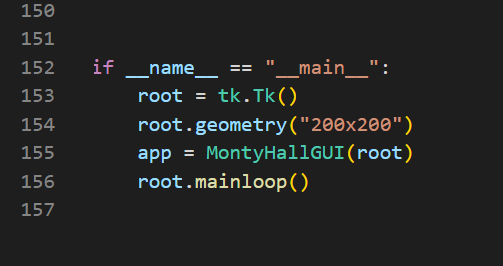 150
151
152 if __name__ == "__main__":
153     root = tk.Tk()
154     root.geometry("200x200")
155     app = MontyHallGUI(root)
156     root.mainloop()
157